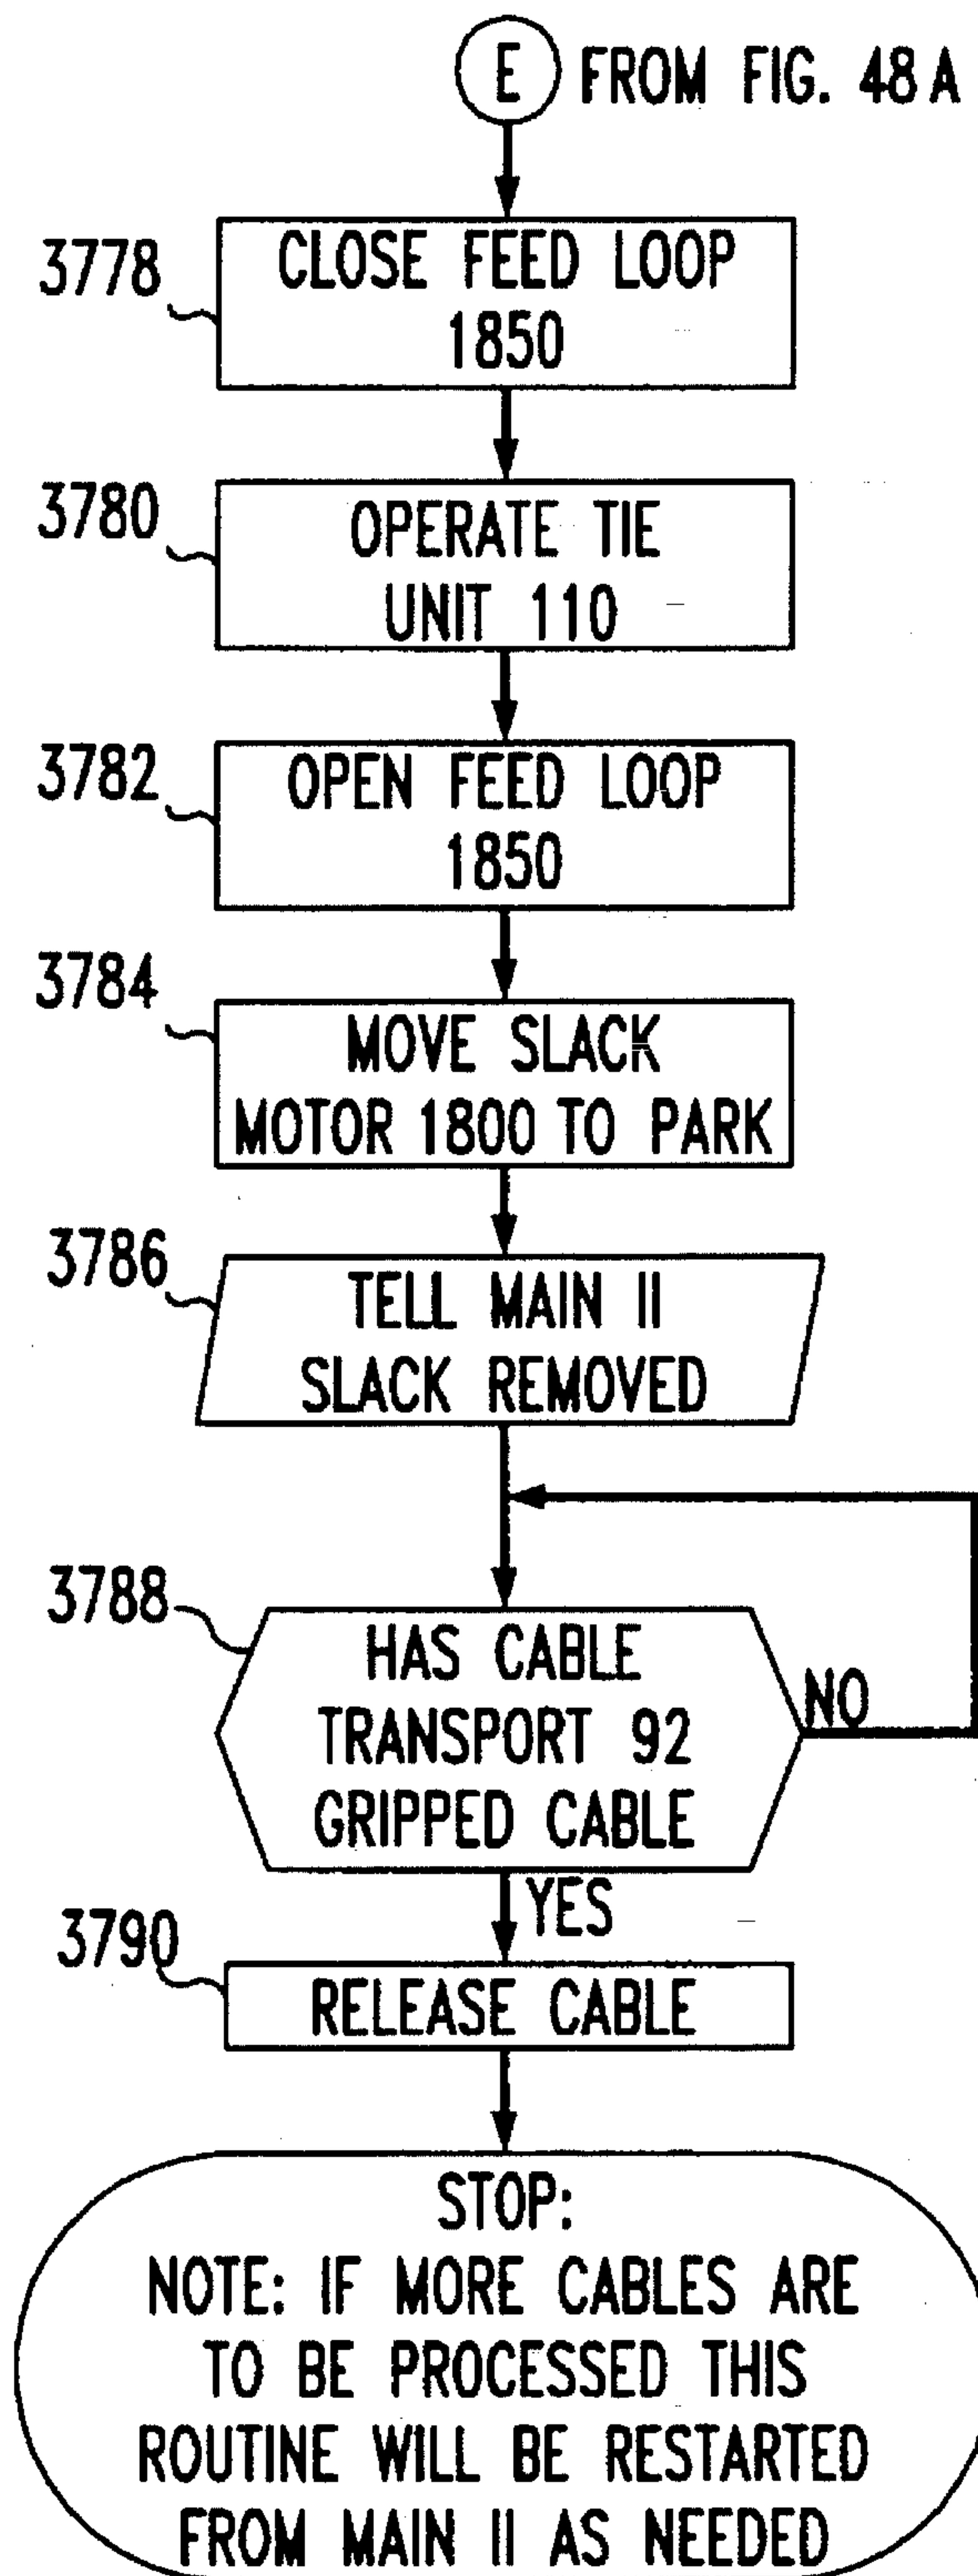 E FROM FIG. 48A
3778
CLOSE FEED LOOP
1850
3780
OPERATE TIE
UNIT 110
3782
OPEN FEED LOOP
1850
3784
MOVE SLACK
MOTOR 1800 TO PARK
3786
TELL MAIN II
SLACK REMOVED
3788
HAS CABLE
TRANSPORT 92
GRIPPED CABLE
NO
YES
3790
RELEASE CABLE
STOP:
NOTE: IF MORE CABLES ARE
TO BE PROCESSED THIS
ROUTINE WILL BE RESTARTED
FROM MAIN II AS NEEDED